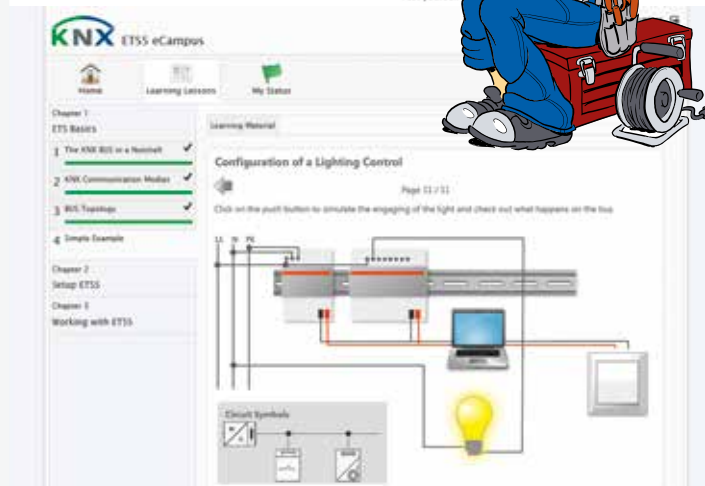 KNX ETS5 eCampus
Home
Learning Lessons
My Status
Chapter 1
ETS Basics
1 The KNX BUS in a Nutshell
2 KNX Communication Medias
3 BUS Topology
4 Simple Example
Chapter 2
Setup ETS5
Chapter 3
Working with ETS5
Learning Material
Configuration of a Lighting Control
Page 11 / 11
Click on the push button to simulate the engaging of the light and check out what happens on the bus
L1 N PE
Circuit Symbols